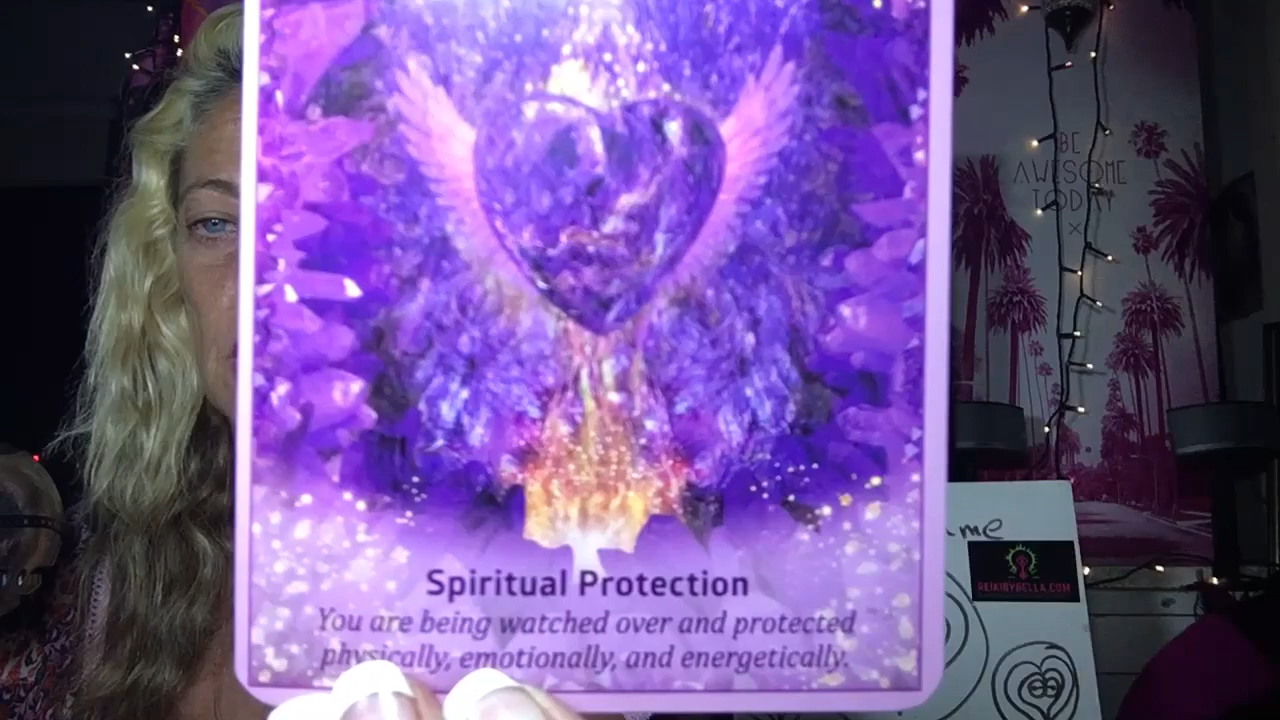 Spiritual Protection
You are being watched over and protected
physically, emotionally, and energetically.
BE
AWESOME
TODAY
x
me
REIKIBYBELLA.COM